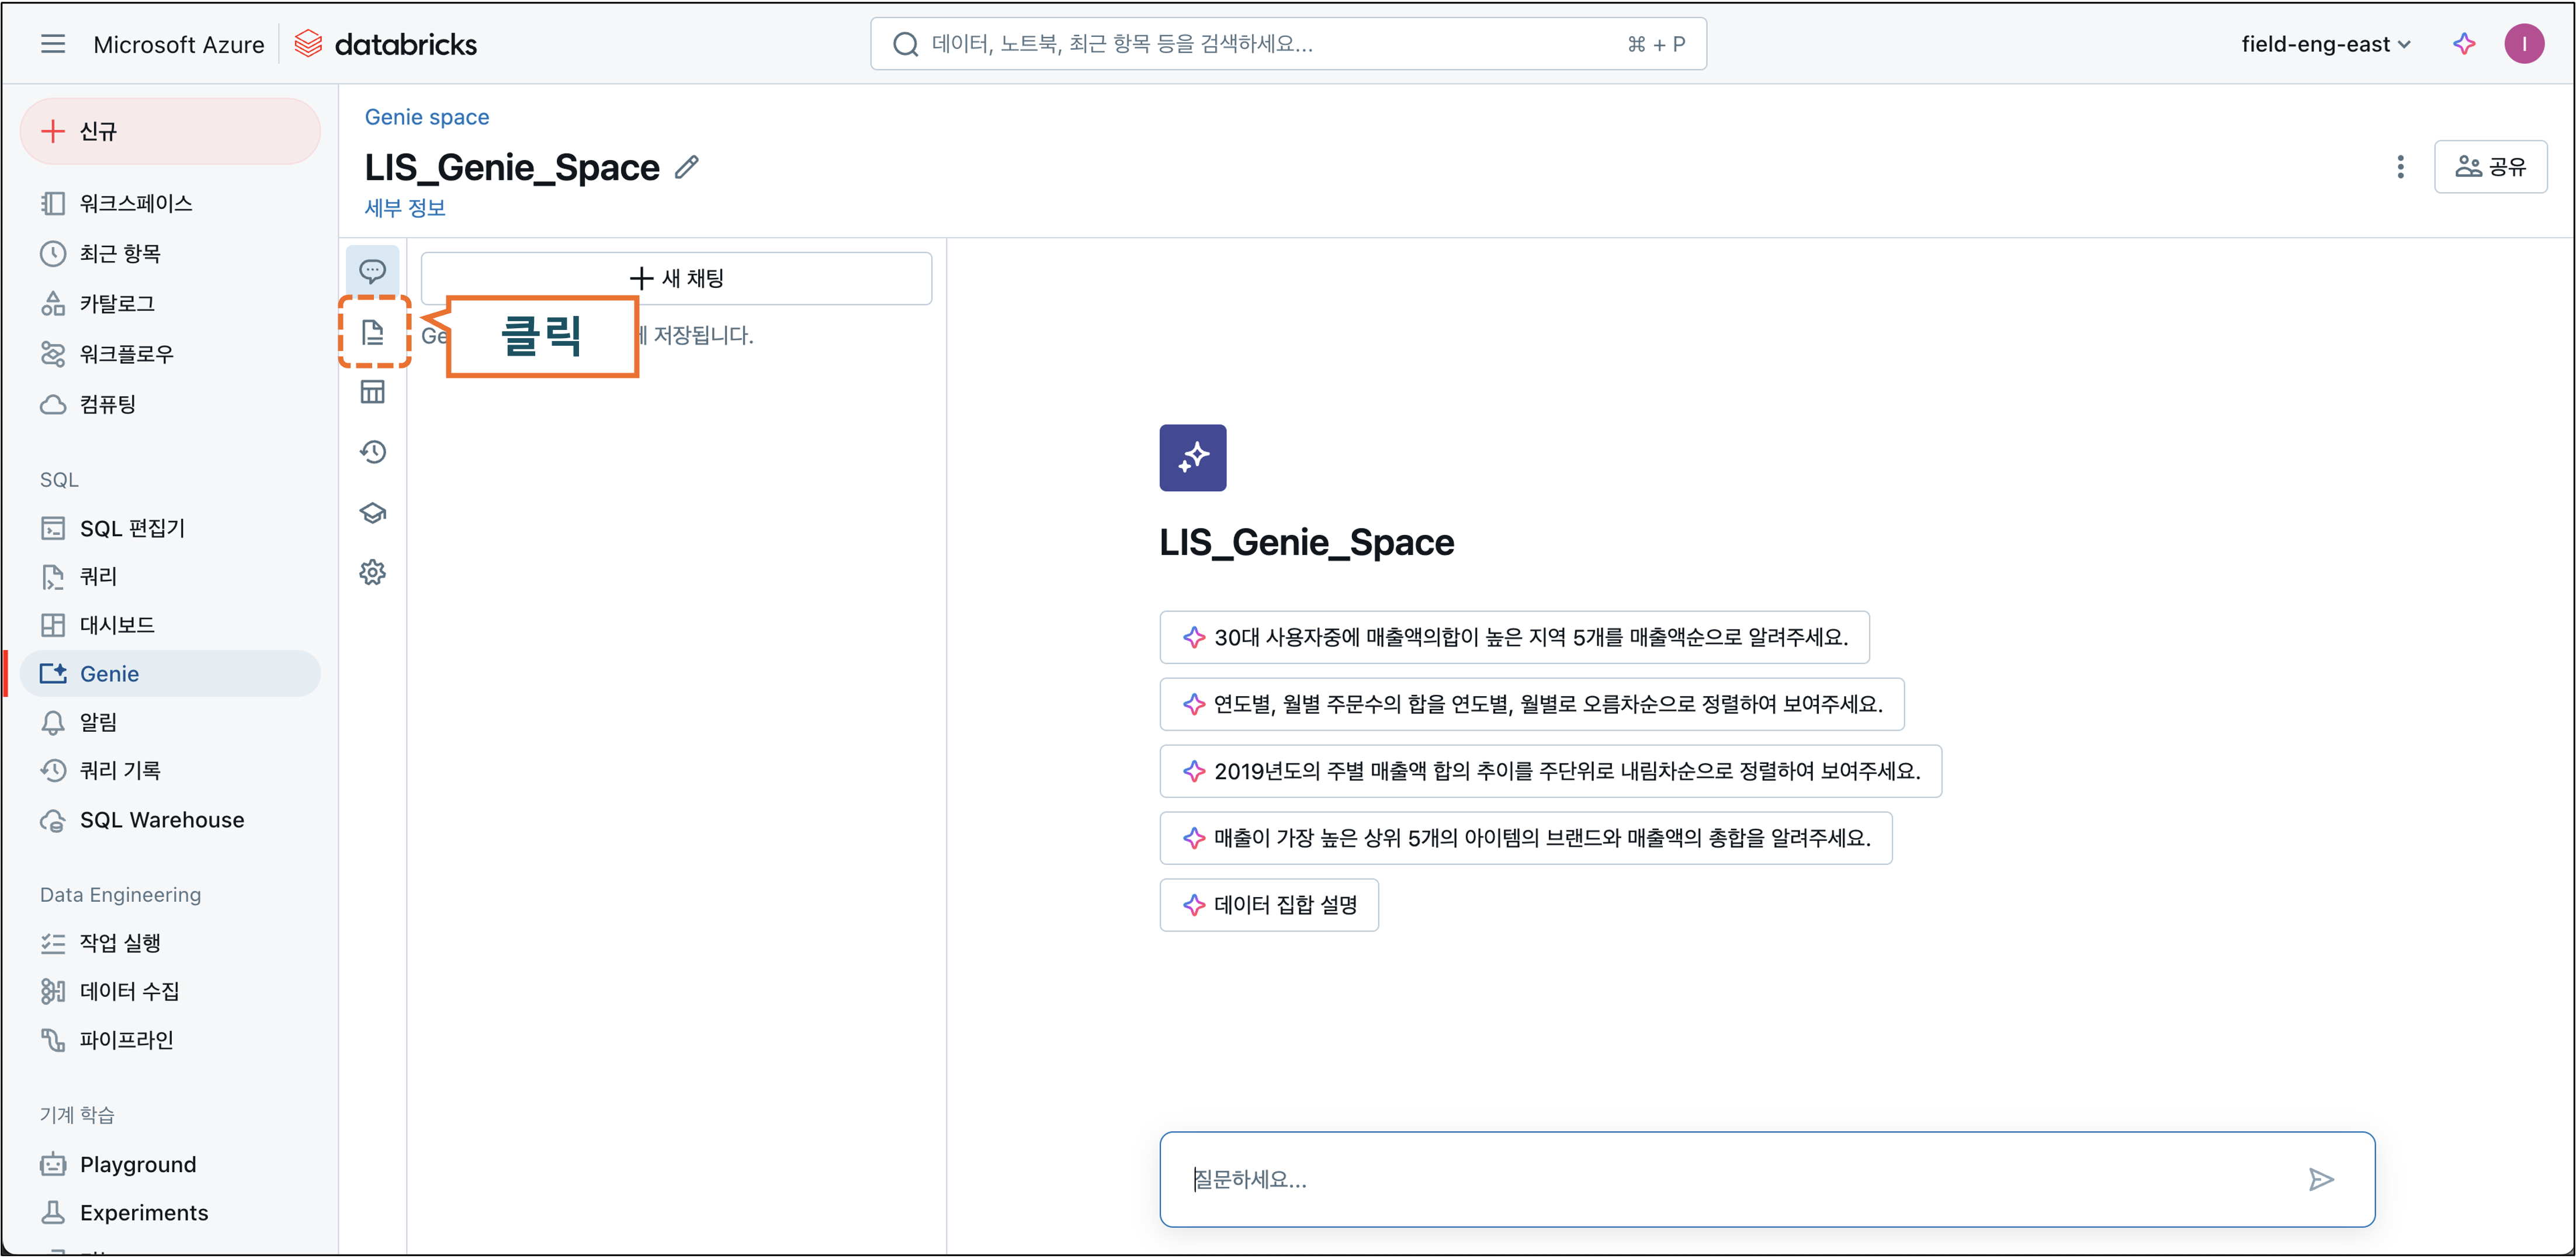 Microsoft Azure
databricks
데이터, 노트북, 최근 항목 등을 검색하세요...
⌘ + P
field-eng-east
I
신규
워크스페이스
최근 항목
카탈로그
워크플로우
컴퓨팅
SQL
SQL 편집기
쿼리
대시보드
Genie
알림
쿼리 기록
SQL Warehouse
Data Engineering
작업 실행
데이터 수집
파이프라인
기계 학습
Playground
Experiments
Genie space
LIS_Genie_Space
세부 정보
공유
새 채팅
클릭
저장됩니다.
LIS_Genie_Space
30대 사용자중에 매출액의합이 높은 지역 5개를 매출액순으로 알려주세요.
연도별, 월별 주문수의 합을 연도별, 월별로 오름차순으로 정렬하여 보여주세요.
2019년도의 주별 매출액 합의 추이를 주단위로 내림차순으로 정렬하여 보여주세요.
매출이 가장 높은 상위 5개의 아이템의 브랜드와 매출액의 총합을 알려주세요.
데이터 집합 설명
질문하세요...